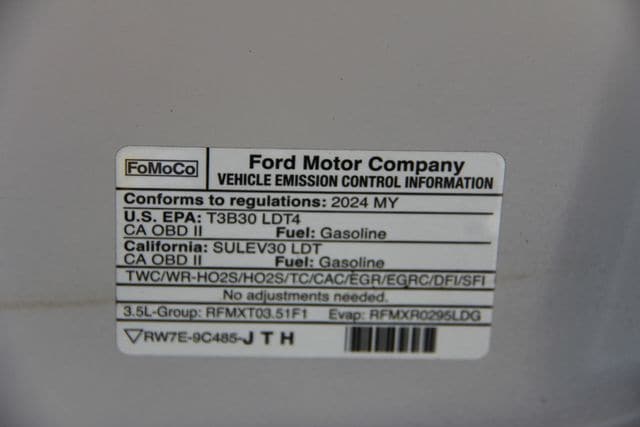 FoMoCo
Ford Motor Company
VEHICLE EMISSION CONTROL INFORMATION
Conforms to regulations: 2024 MY
U.S. EPA: T3B30 LDT4
CA OBD II Fuel: Gasoline
California: SULEV30 LDT
CA OBD II Fuel: Gasoline
TWC/WR-HO2S/HO2S/TC/CAC/EGR/EGRC/DFI/SFI
No adjustments needed.
3.5L-Group: RFMXT03.51F1 Evap: RFMXR0295LDG
▽RW7E-9C485-J T H